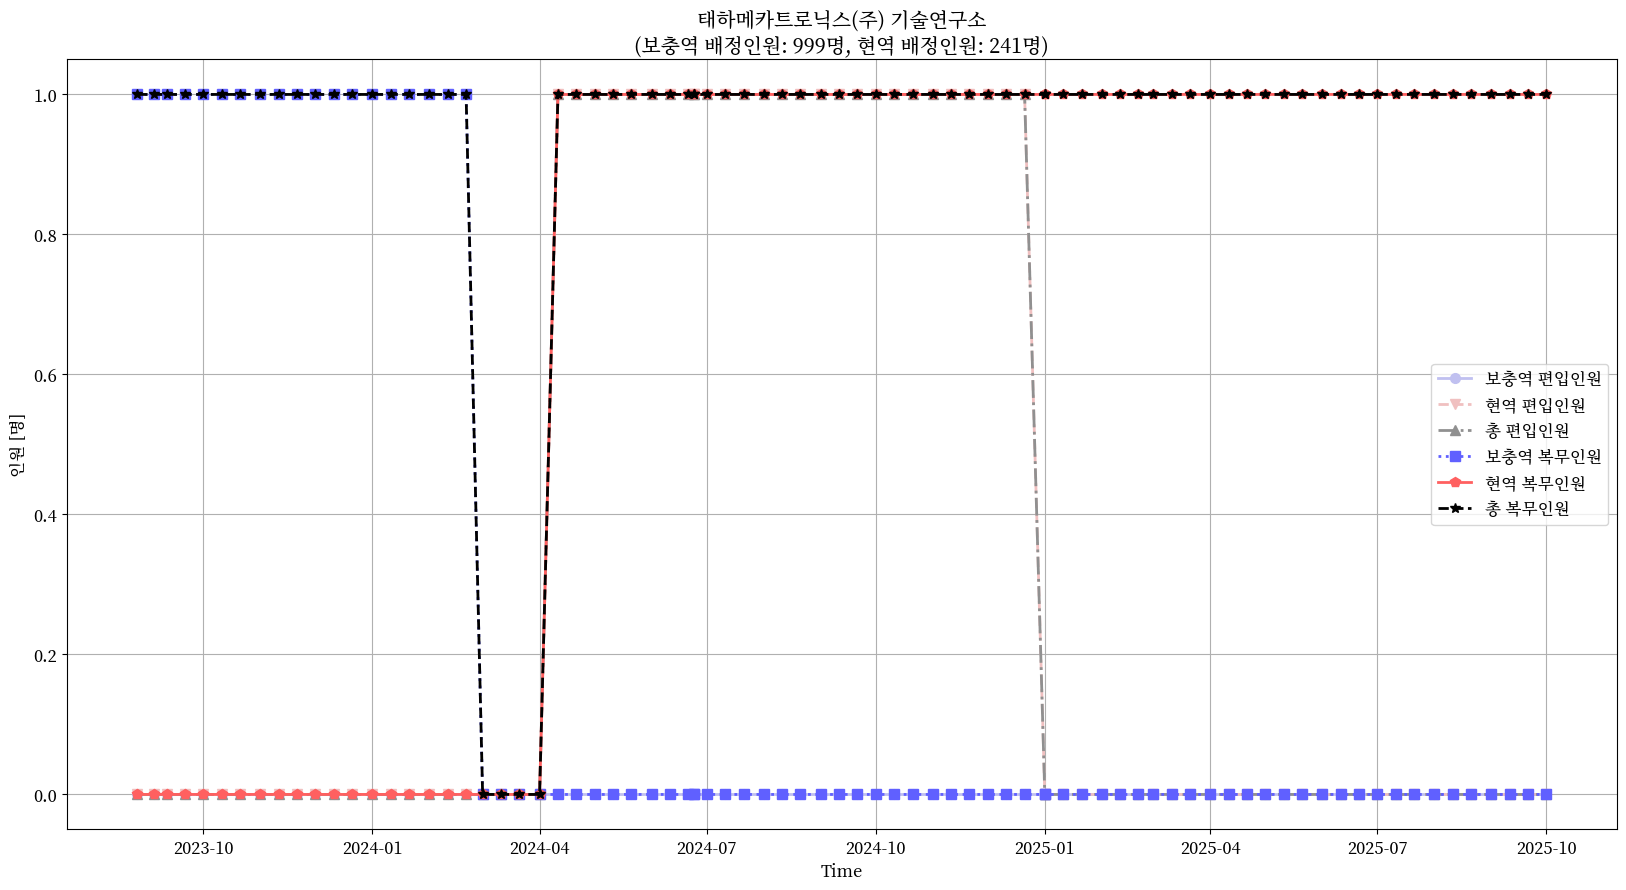 태하메카트로닉스(주) 기술연구소
(보충역 배정인원: 999명, 현역 배정인원: 241명)
인원 [명]
1.0
0.8
0.6
0.4
0.2
0.0
보충역 편입인원
현역 편입인원
총 편입인원
보충역 복무인원
현역 복무인원
총 복무인원
2023-10
2024-01
2024-04
2024-07
2024-10
2025-01
2025-04
2025-07
2025-10
Time